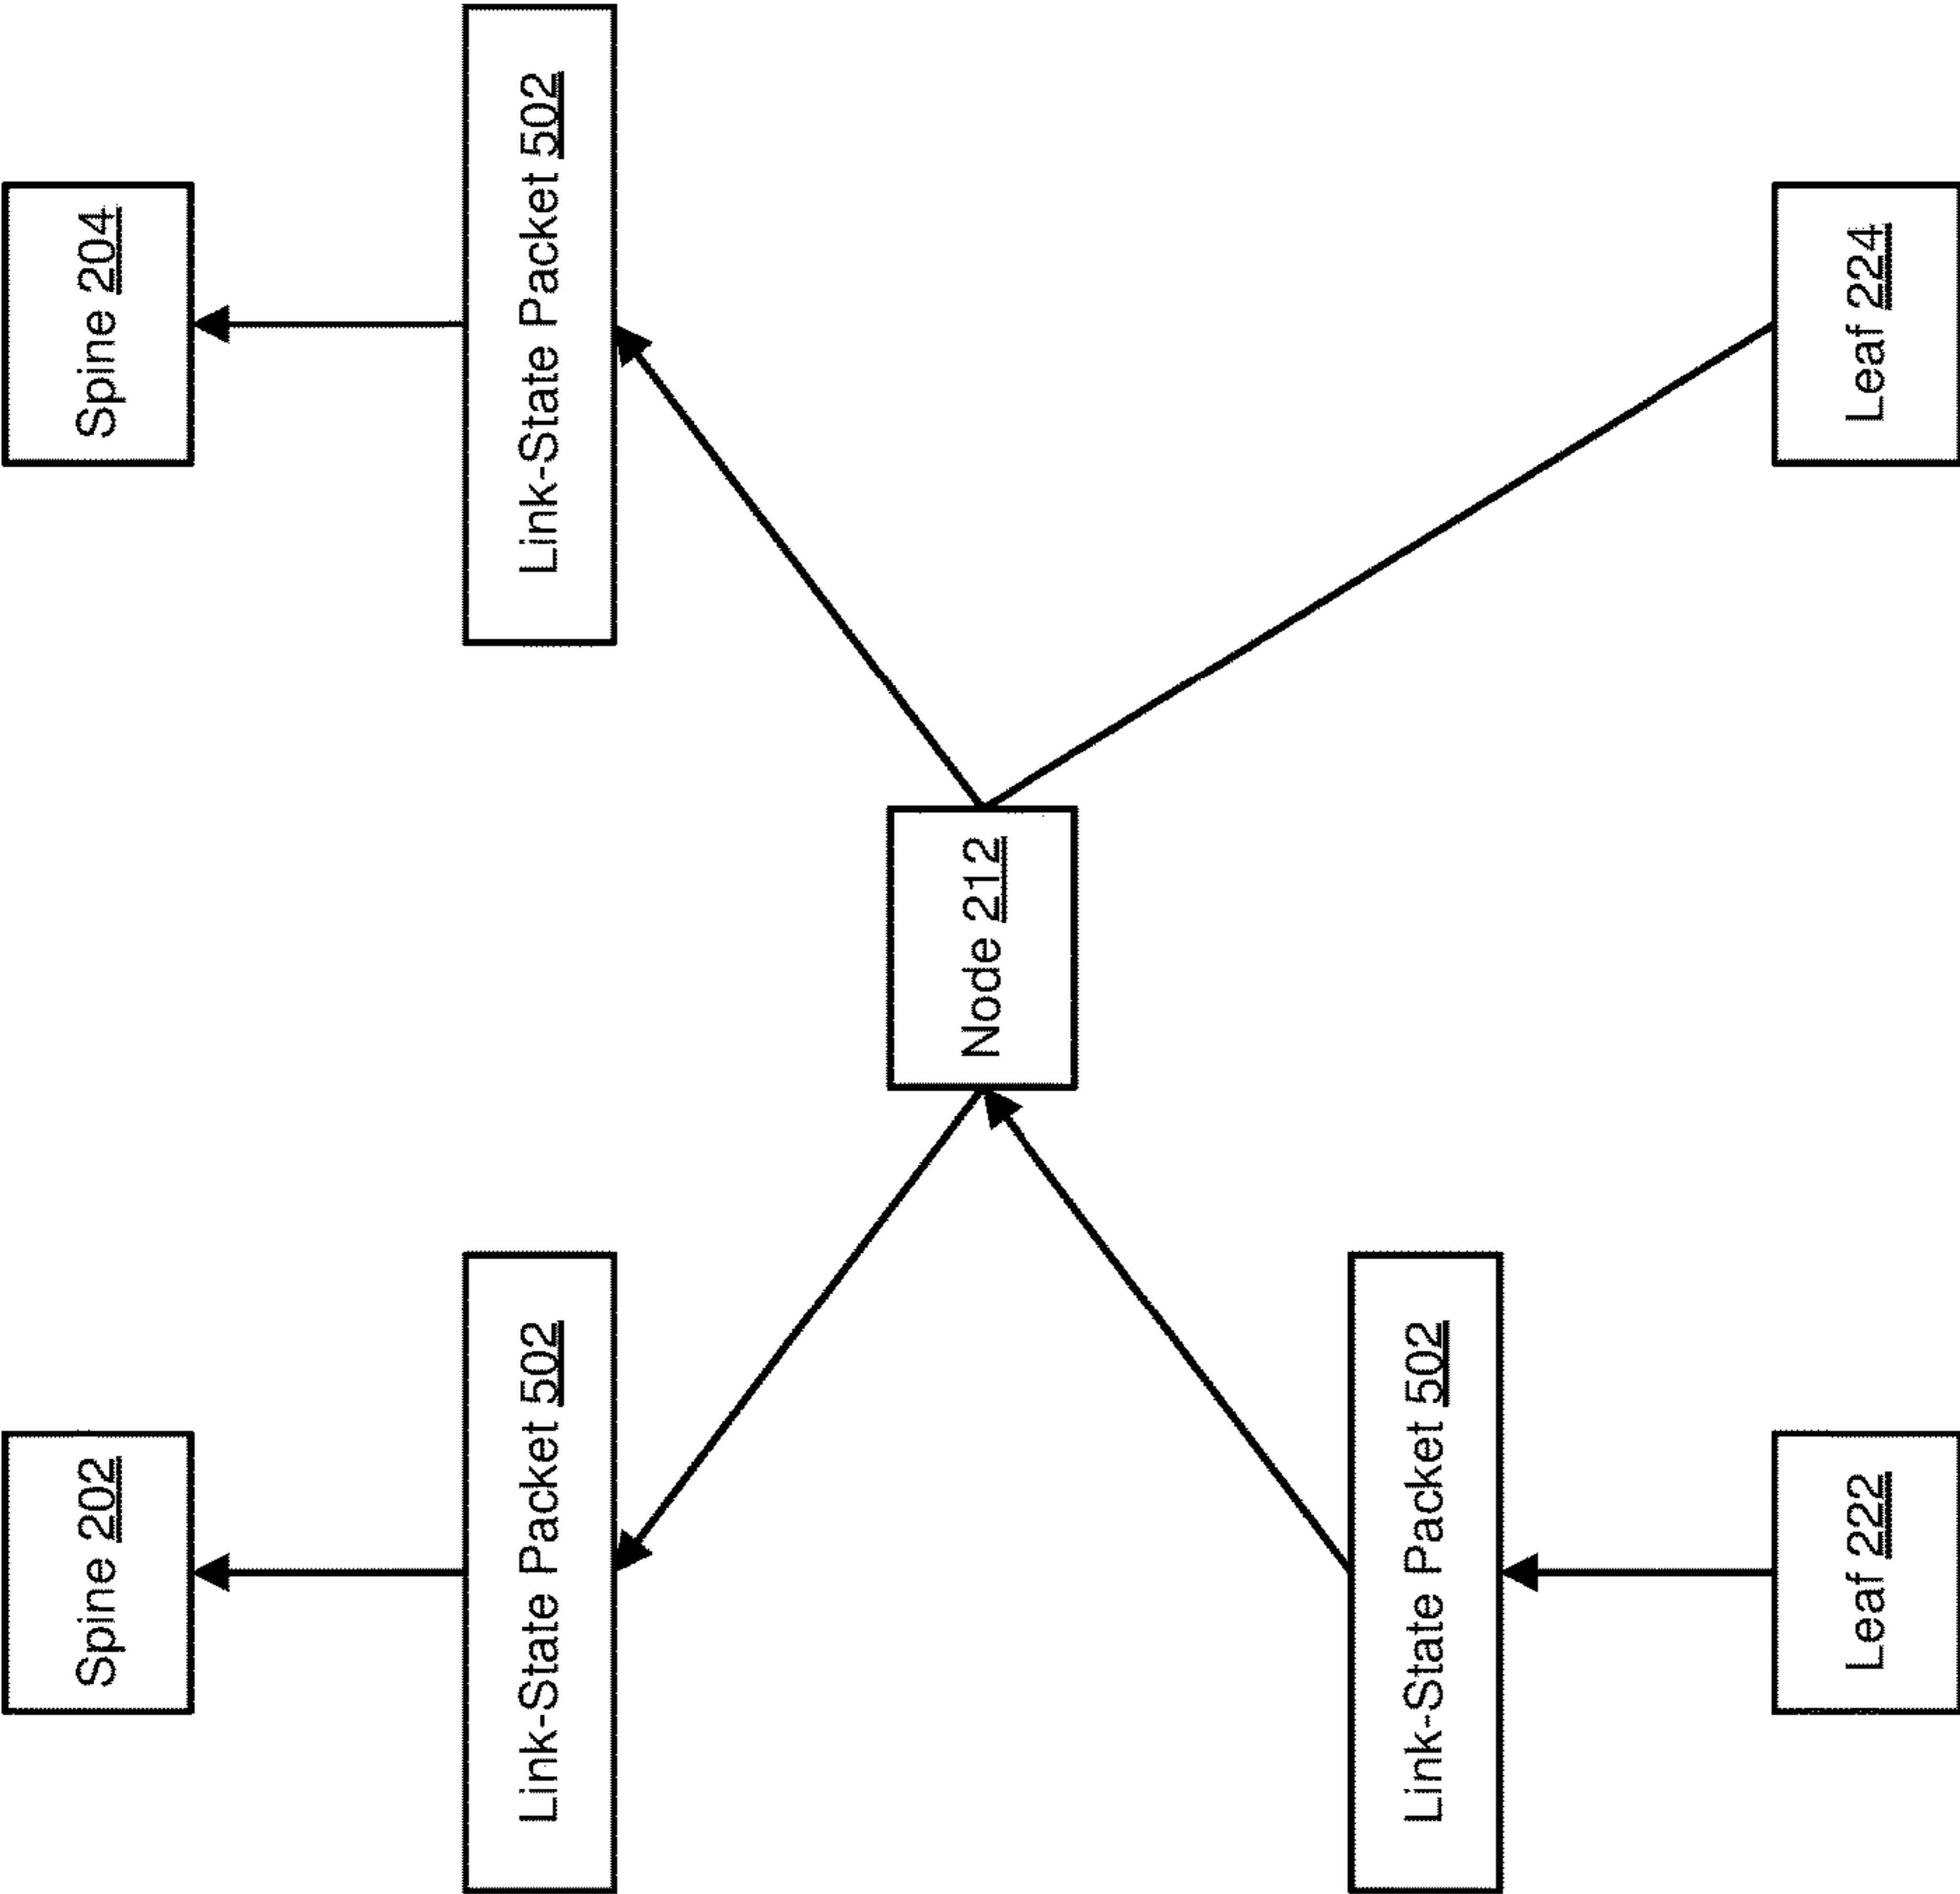 Spine 202
Spine 204
Link-State Packet 502
Link-State Packet 502
Node 212
Link-State Packet 502
Leaf 222
Leaf 224